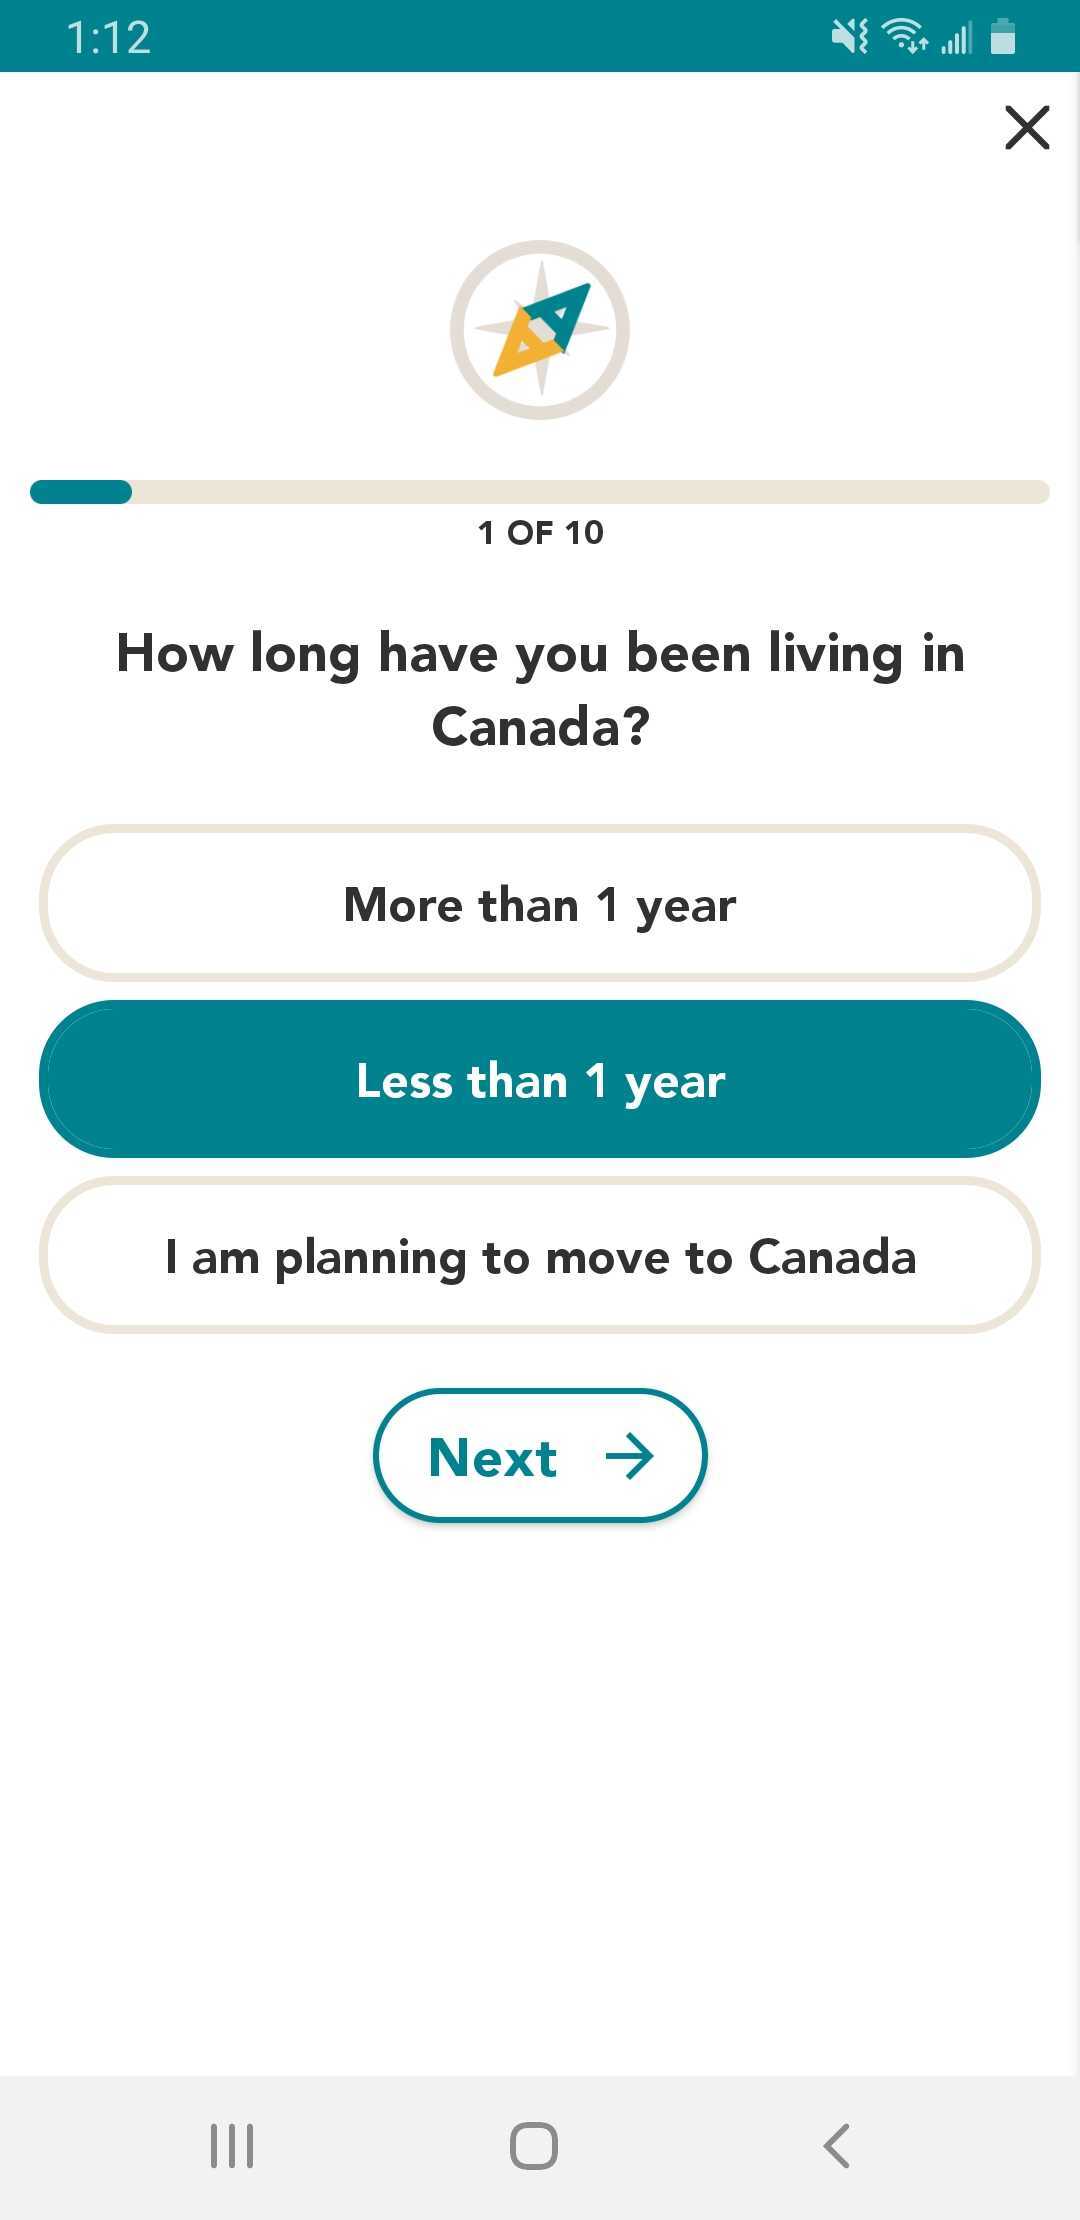 1:12
1 OF 10
How long have you been living in
Canada?
More than 1 year
Less than 1 year
I am planning to move to Canada
Next